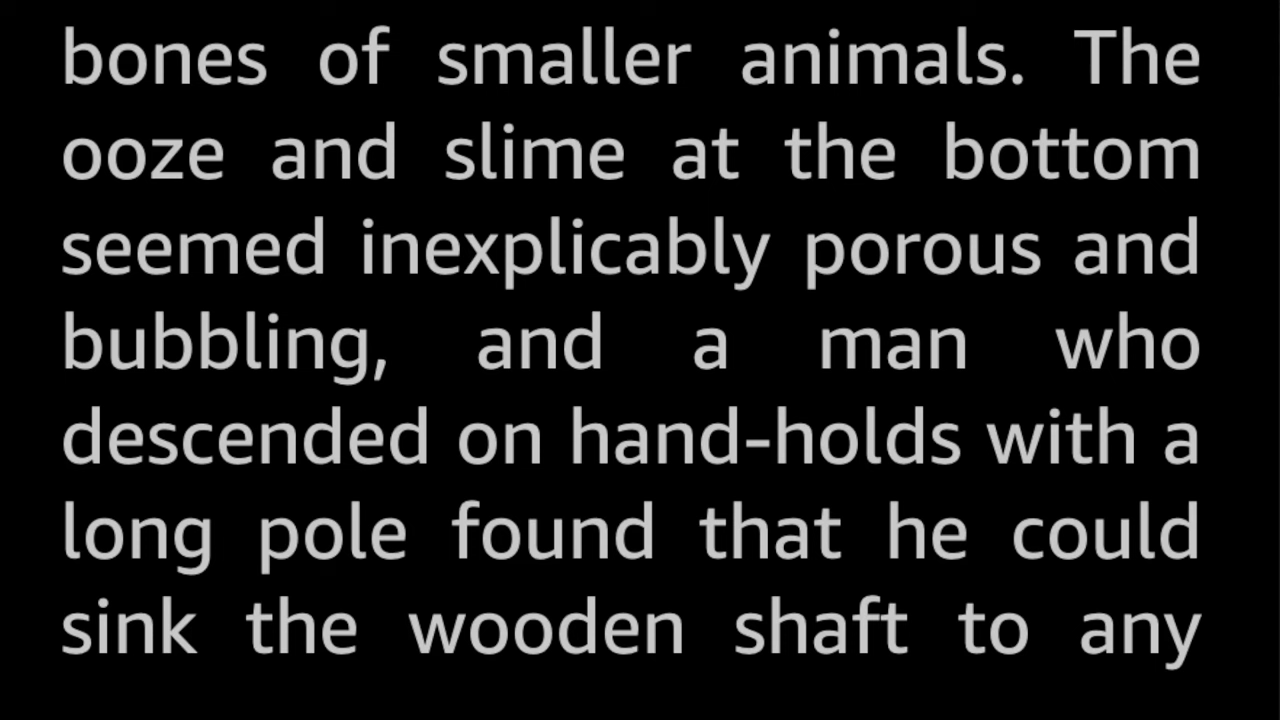 bones of smaller animals. The
ooze and slime at the bottom
seemed inexplicably porous and
bubbling, and a man who
descended on hand-holds with a
long pole found that he could
sink the wooden shaft to any